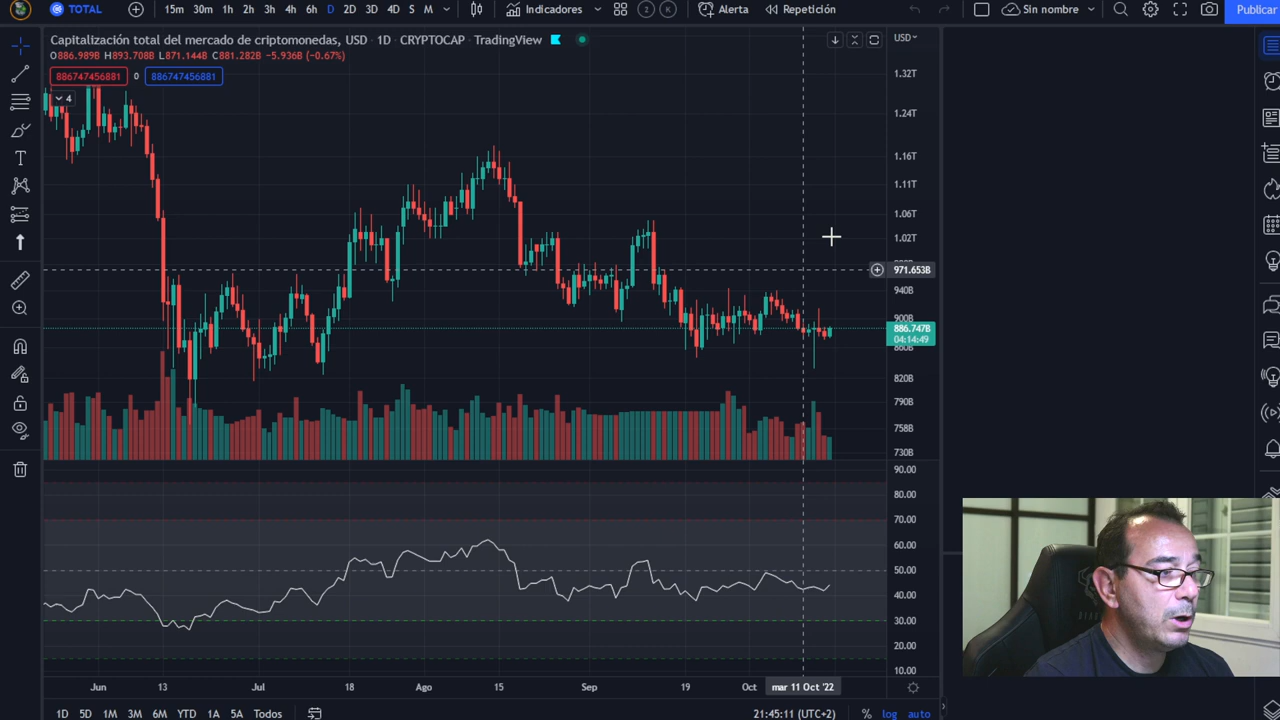 TOTAL 15m 30m 1h 2h 3h 4h 6h D 2D 3D 4D S M Indicadores 2 K Alerta Repetición Sin nombre Publicar
Capitalización total del mercado de criptomonedas, USD · 1D · CRYPTOCAP · TradingView
USD
O886.989B H893.708B L871.144B C881.282B -5.936B (-0.67%)
886747456881 0 886747456881
1.32T
4
1.24T
1.16T
1.11T
1.06T
1.02T
971.653B
940B
900B
886.747B
04:14:49
820B
790B
758B
730B
90.00
80.00
70.00
60.00
50.00
40.00
30.00
20.00
10.00
Jun 13 Jul 18 Ago 15 Sep 19 Oct mar 11 Oct '22
1D 5D 1M 3M 6M YTD 1A 5A Todos 21:45:11 (UTC+2) % log auto